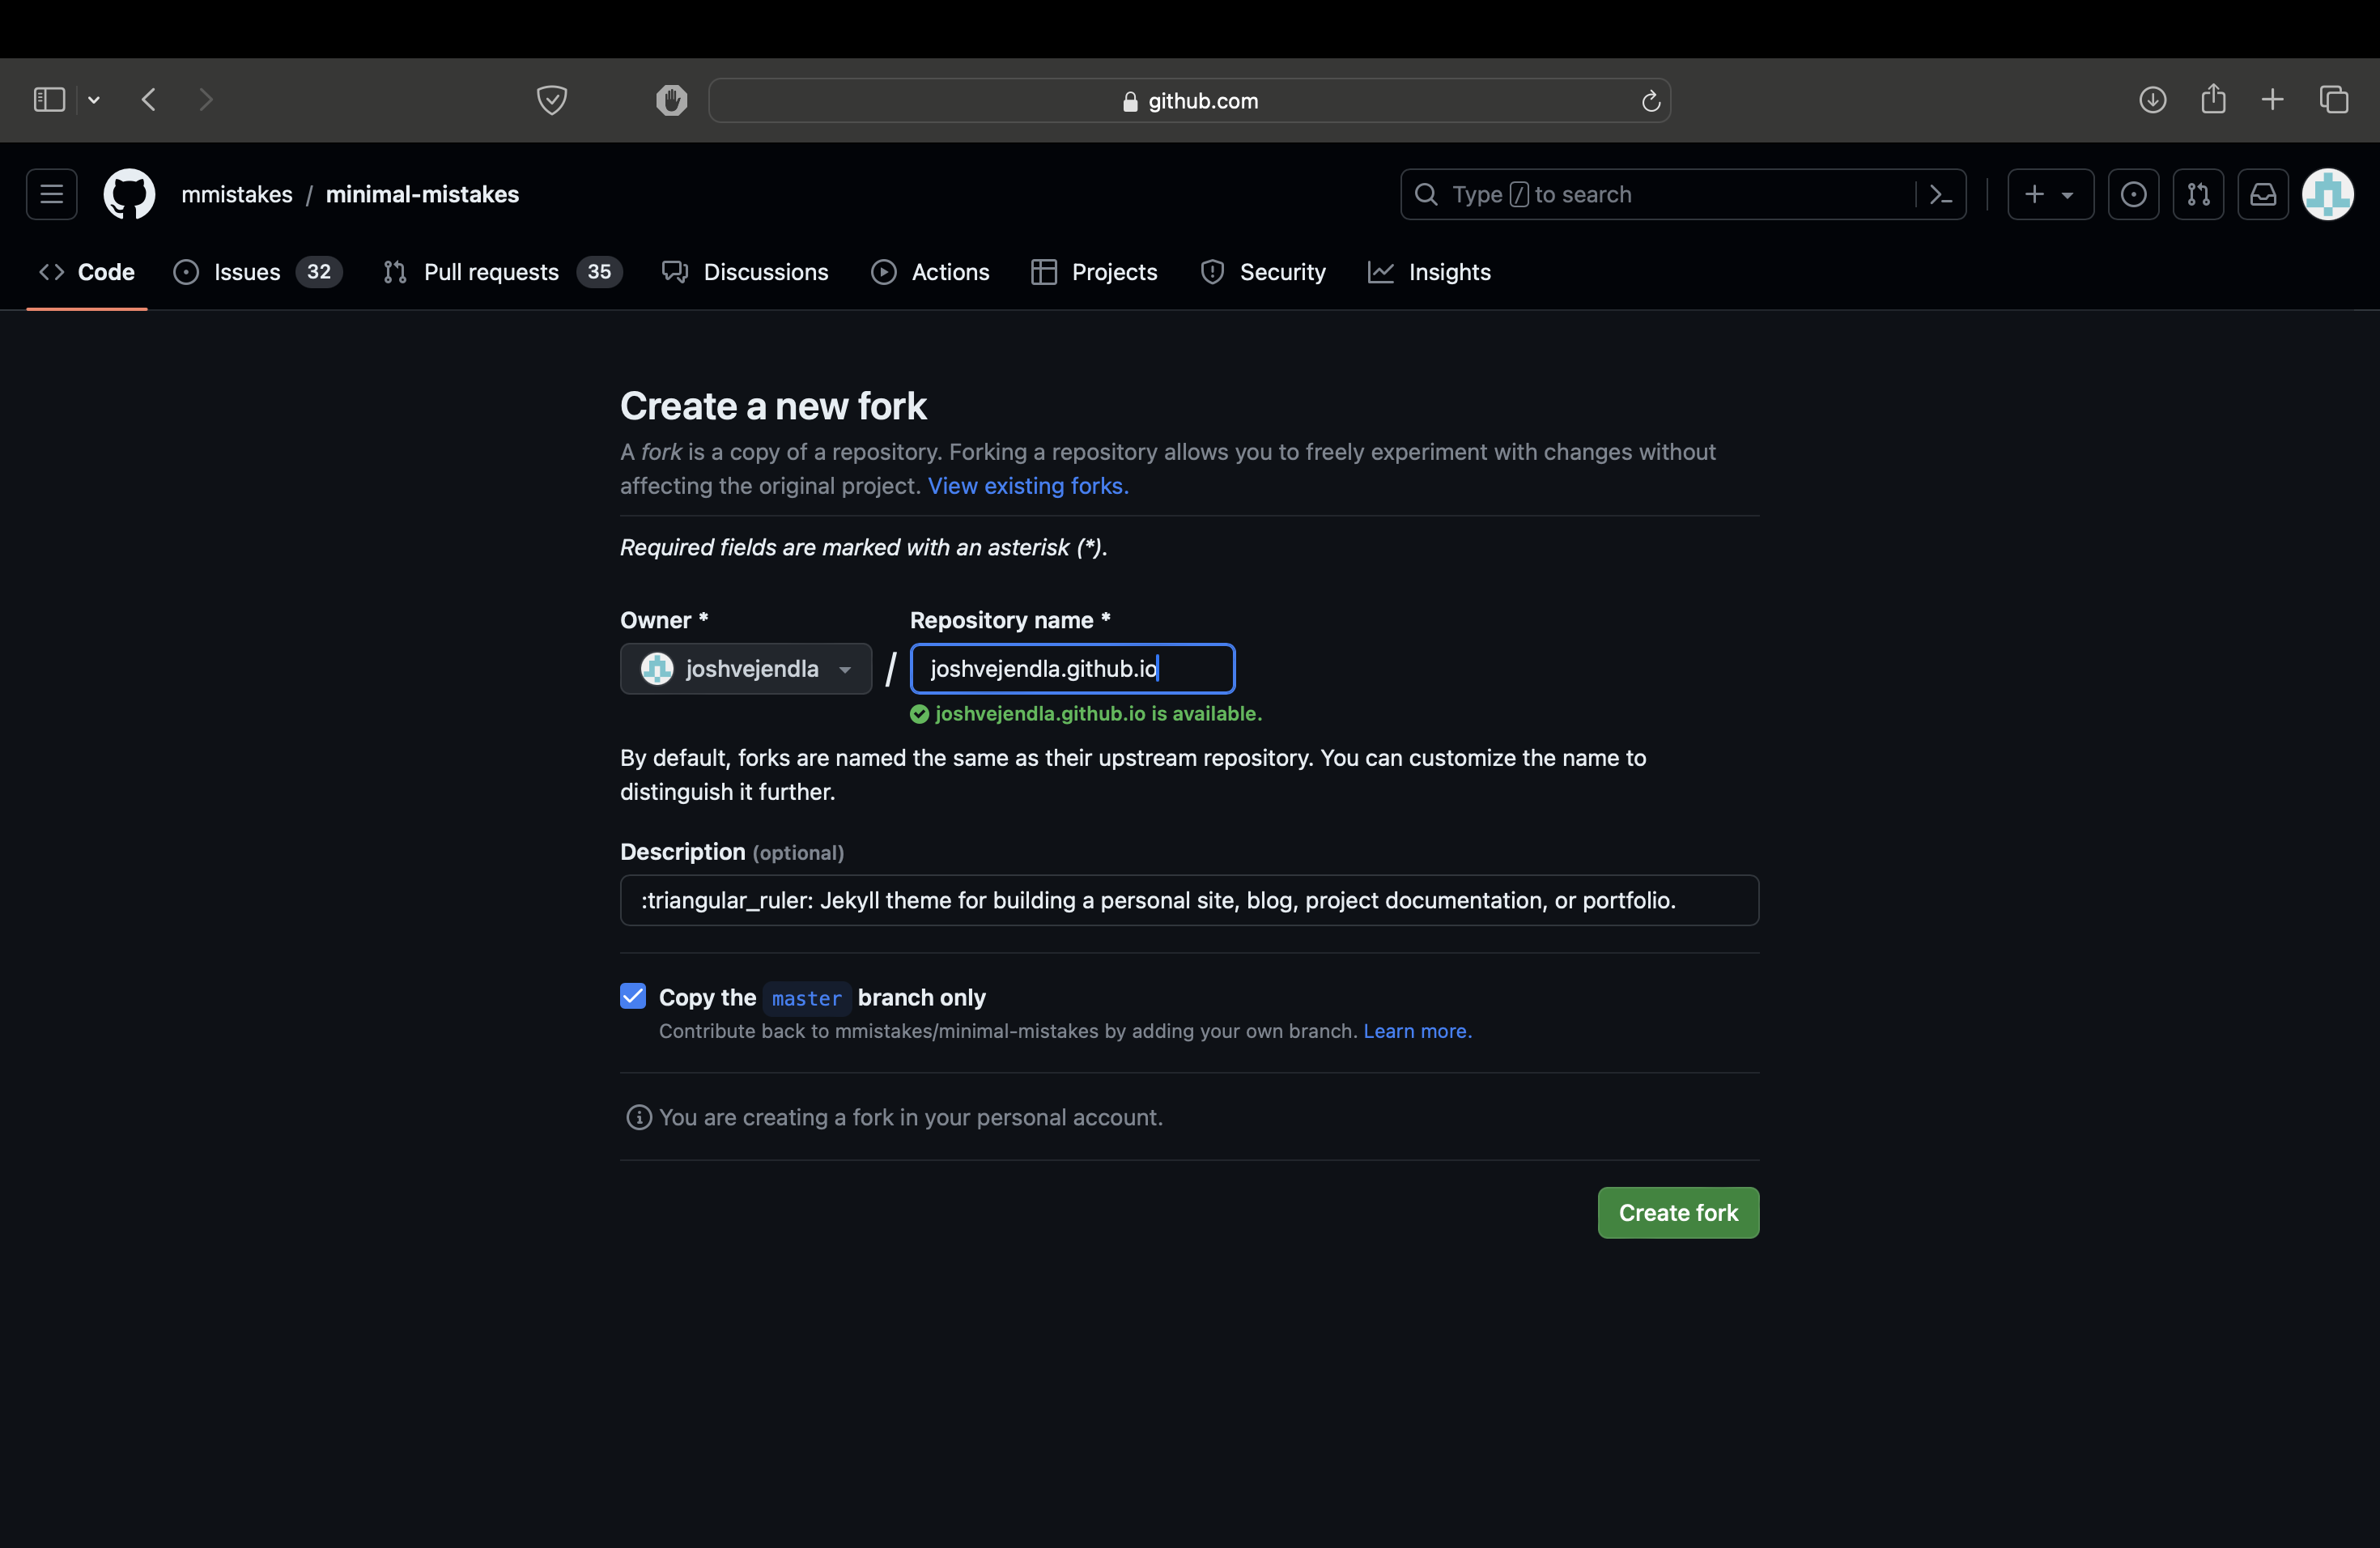 github.com
mmistakes / minimal-mistakes
Type / to search
Code
Issues 32
Pull requests 35
Discussions
Actions
Projects
Security
Insights
Create a new fork
A fork is a copy of a repository. Forking a repository allows you to freely experiment with changes without
affecting the original project. View existing forks.
Required fields are marked with an asterisk (*).
Owner *
Repository name *
joshvejendla / joshvejendla.github.io
joshvejendla.github.io is available.
By default, forks are named the same as their upstream repository. You can customize the name to
distinguish it further.
Description (optional)
:triangular_ruler: Jekyll theme for building a personal site, blog, project documentation, or portfolio.
Copy the master branch only
Contribute back to mmistakes/minimal-mistakes by adding your own branch. Learn more.
You are creating a fork in your personal account.
Create fork